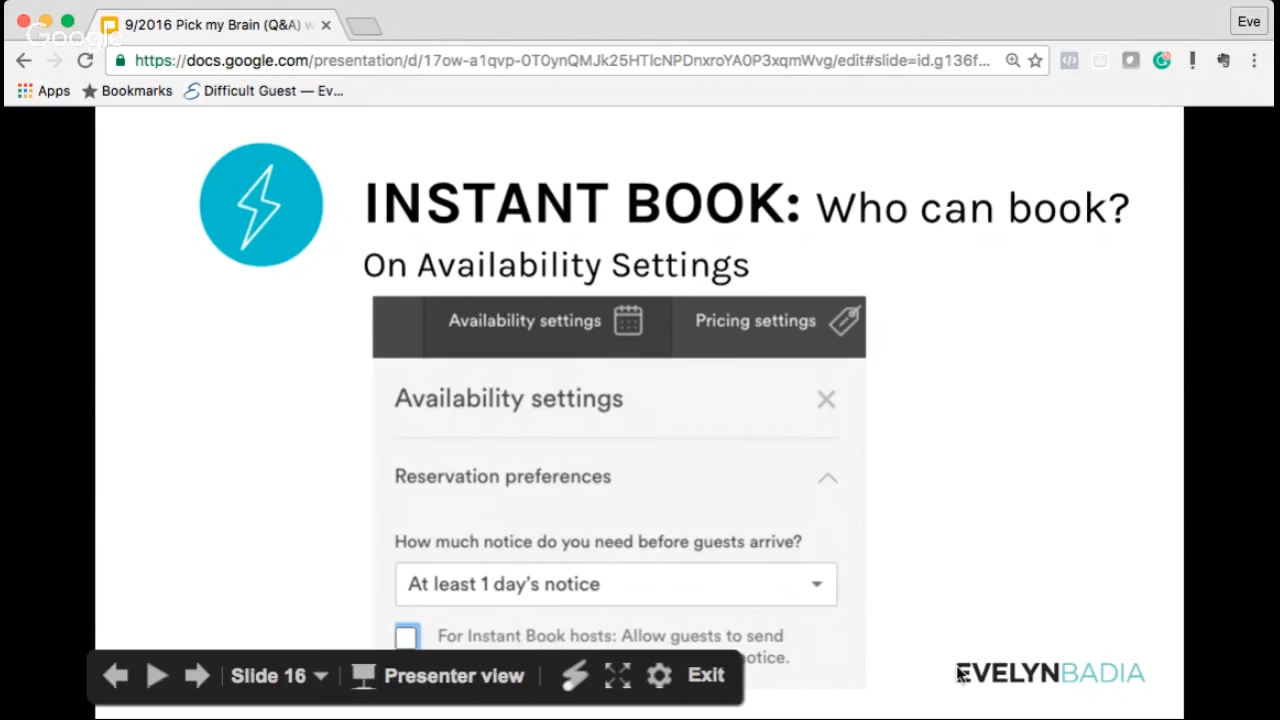 9/2016 Pick my Brain (Q&A) w
Eve
Google
https://docs.google.com/presentation/d/17ow-a1qvp-0T0ynQMJk25HTlcNPDnxroYA0P3xqmWvg/edit#slide=id.g136f...
Apps Bookmarks Difficult Guest — Ev...
INSTANT BOOK: Who can book?
On Availability Settings
Availability settings Pricing settings
Availability settings
Reservation preferences
How much notice do you need before guests arrive?
At least 1 day's notice
For Instant Book hosts: Allow guests to send
otice.
Slide 16 Presenter view Exit
EVELYNBADIA